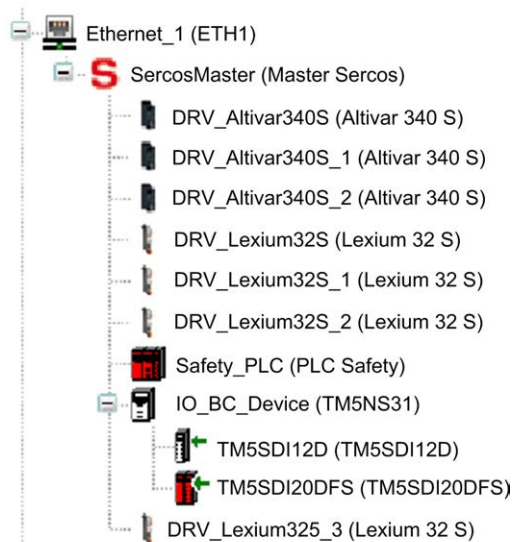 Ethernet_1 (ETH1)
SercosMaster (Master Sercos)
DRV_Altivar340S (Altivar 340 S)
DRV_Altivar340S_1 (Altivar 340 S)
DRV_Altivar340S_2 (Altivar 340 S)
DRV_Lexium32S (Lexium 32 S)
DRV_Lexium32S_1 (Lexium 32 S)
DRV_Lexium32S_2 (Lexium 32 S)
Safety_PLC (PLC Safety)
IO_BC_Device (TM5NS31)
TM5SDI12D (TM5SDI12D)
TM5SDI20DFS (TM5SDI20DFS)
DRV_Lexium325_3 (Lexium 32 S)